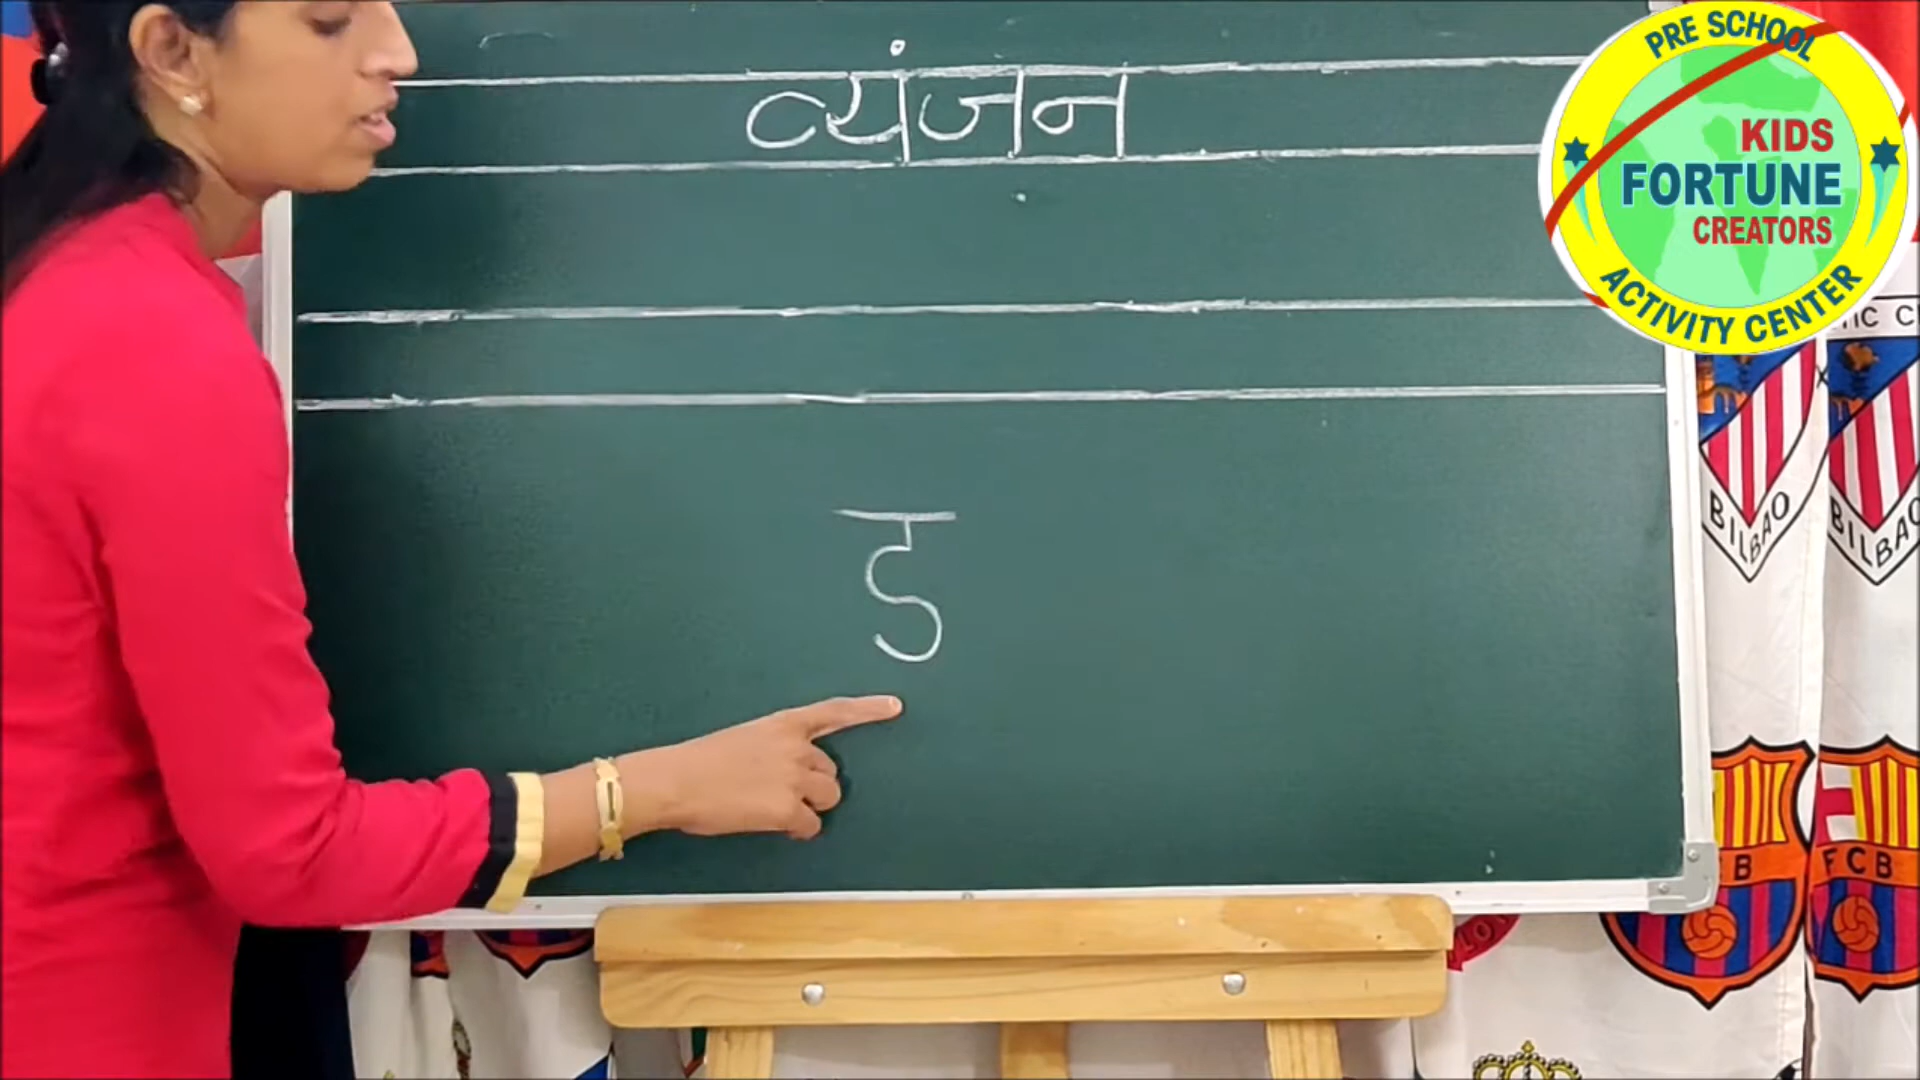 व्यंजन
ड
PRE SCHOOL
KIDS
FORTUNE
CREATORS
ACTIVITY CENTER
BILBAO
BILBAO
FCB